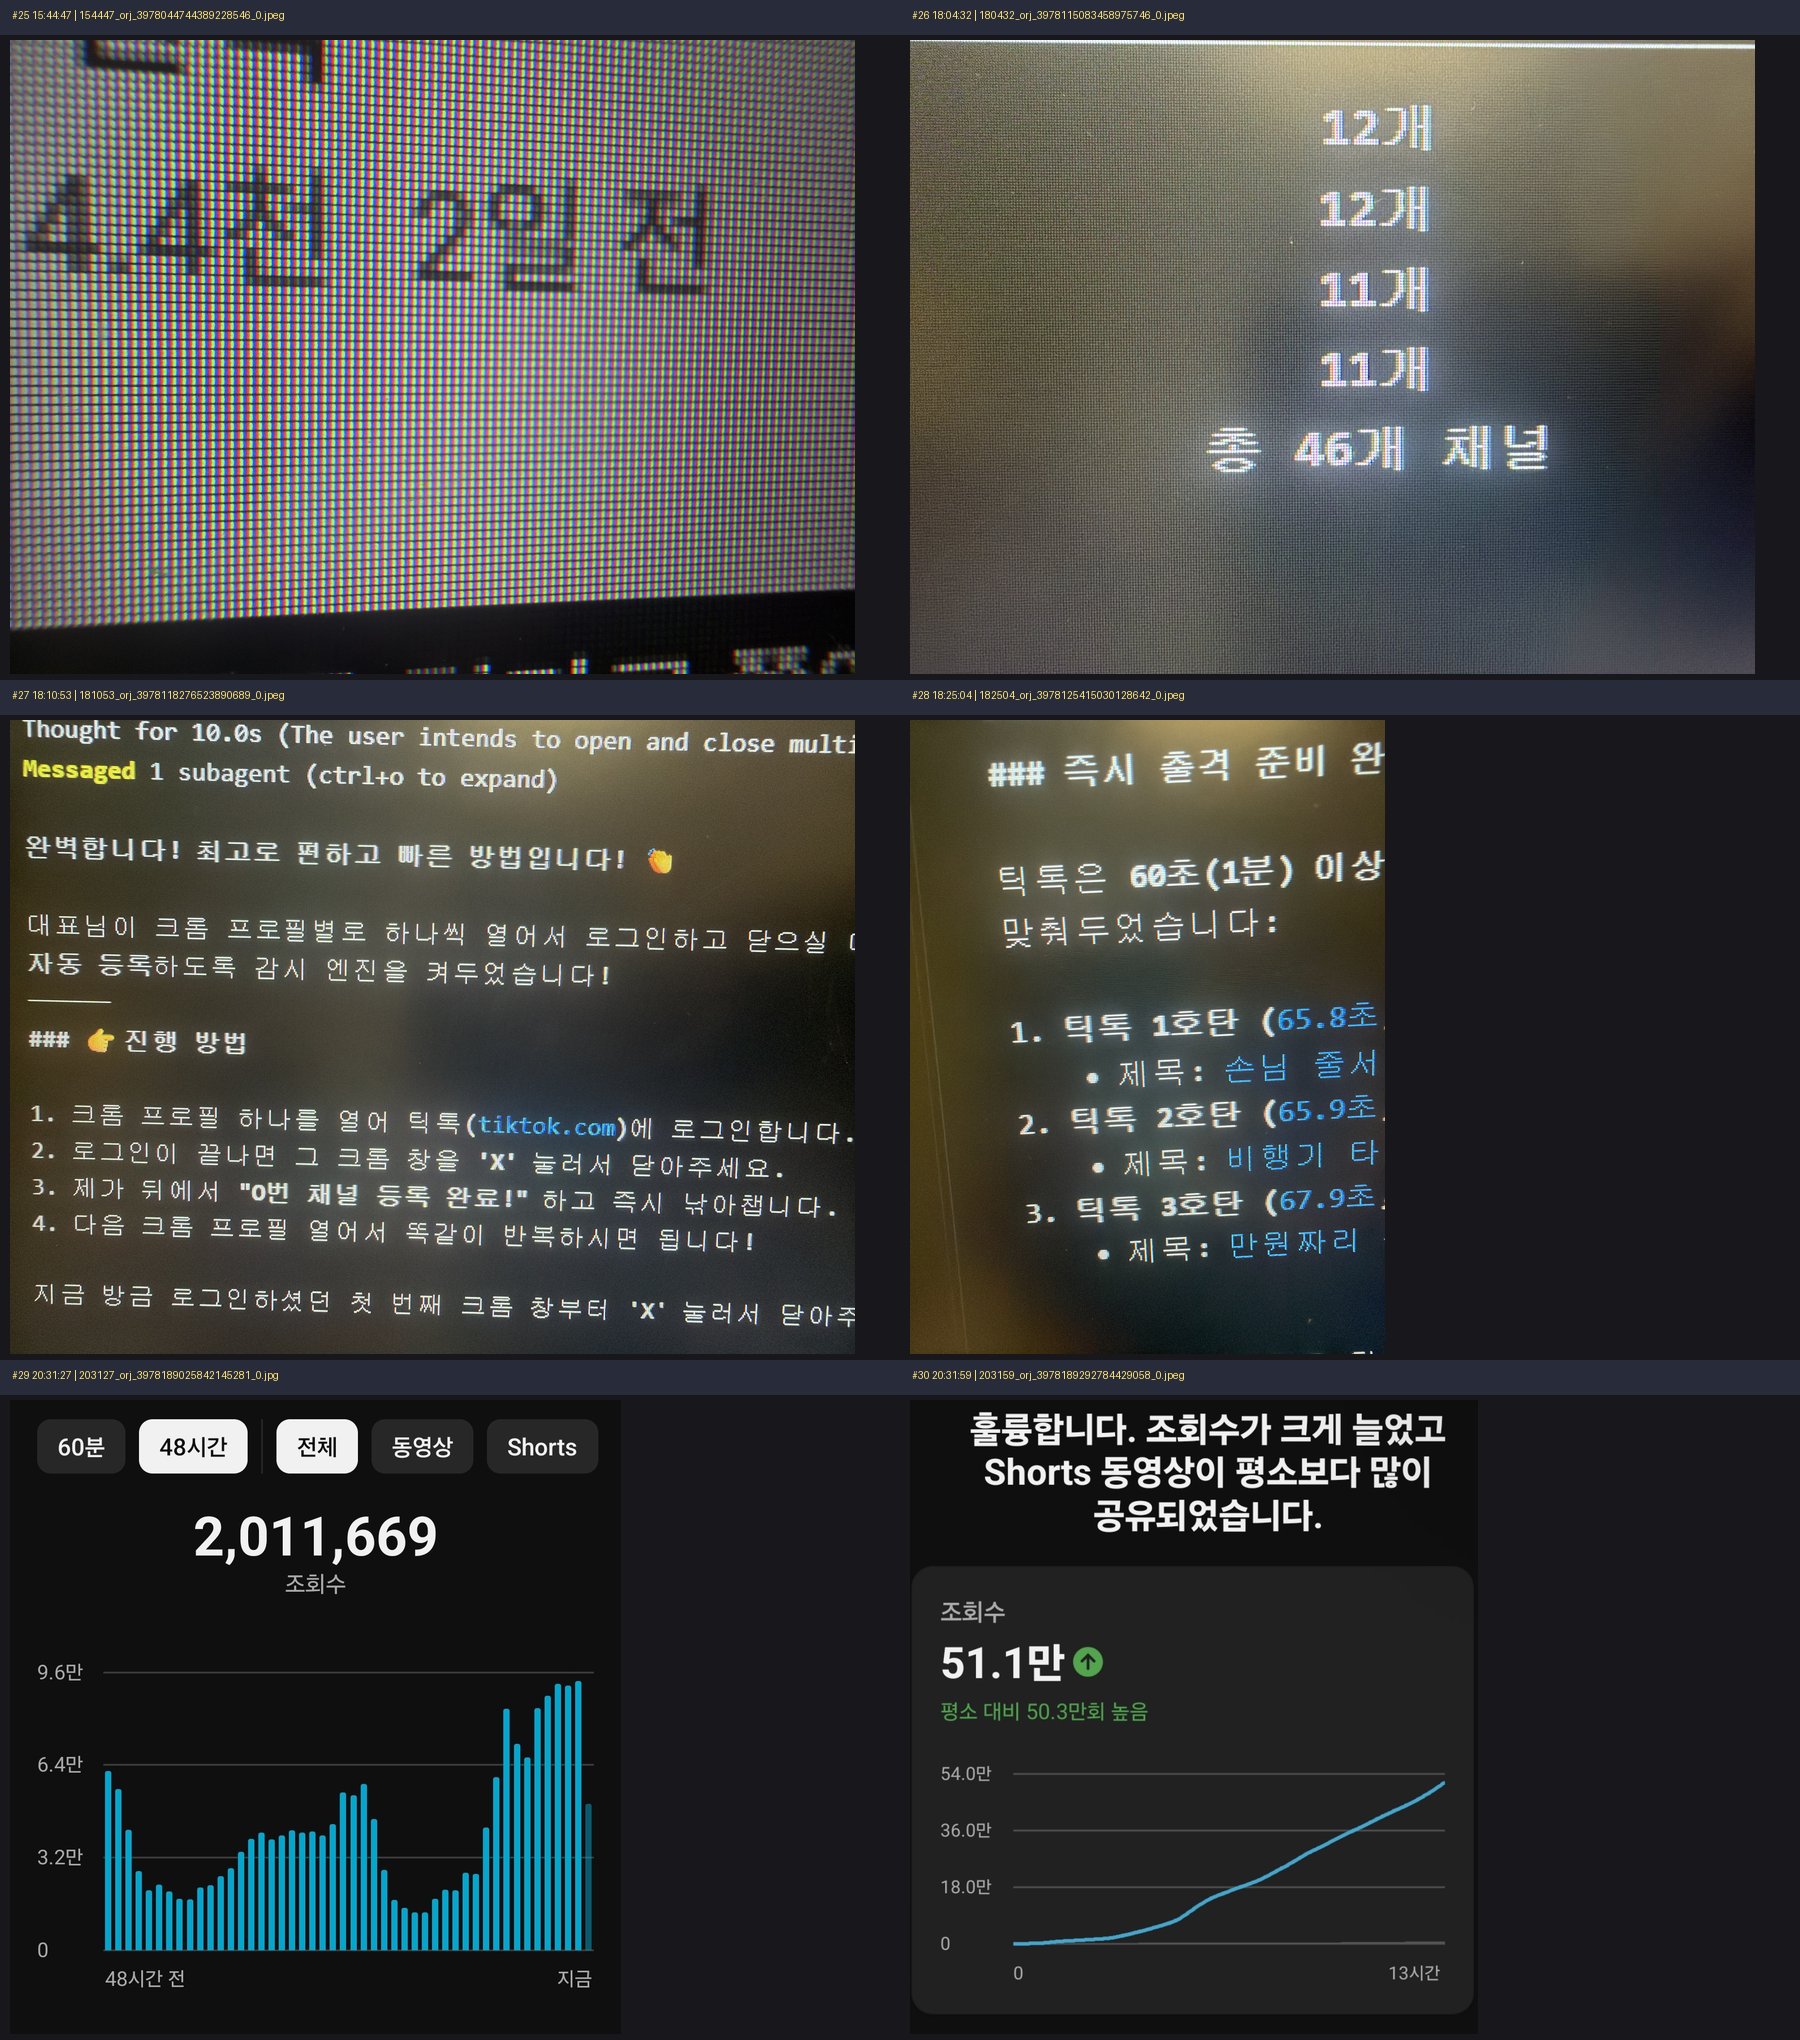 #25 15:44:47 | 154447_orj_3978044744389228546_0.jpeg
4.4천 2일 전
#26 18:04:32 | 180432_orj_3978115083458975746_0.jpeg
12개
12개
11개
11개
총 46개 채널
#27 18:10:53 | 181053_orj_3978118276523890689_0.jpeg
Thought for 10.0s (The user intends to open and close multi
Messaged 1 subagent (ctrl+o to expand)
완벽합니다! 최고로 편하고 빠른 방법입니다! 👏
대표님이 크롬 프로필별로 하나씩 열어서 로그인하고 닫으실
자동 등록하도록 감시 엔진을 켜두었습니다!
### 👉 진행 방법
1. 크롬 프로필 하나를 열어 틱톡(tiktok.com)에 로그인합니다.
2. 로그인이 끝나면 그 크롬 창을 'X' 눌러서 닫아주세요.
3. 제가 뒤에서 "0번 채널 등록 완료!" 하고 즉시 낚아챕니다.
4. 다음 크롬 프로필 열어서 똑같이 반복하시면 됩니다!
지금 방금 로그인하셨던 첫 번째 크롬 창부터 'X' 눌러서 닫아주
#28 18:25:04 | 182504_orj_3978125415030128642_0.jpeg
### 즉시 출격 준비 완
틱톡은 60초(1분) 이상
맞춰두었습니다:
1. 틱톡 1호탄 (65.8초
• 제목: 손님 줄서
2. 틱톡 2호탄 (65.9초
• 제목: 비행기 타
3. 틱톡 3호탄 (67.9초
• 제목: 만원짜리
#29 20:31:27 | 203127_orj_3978189025842145281_0.jpg
60분 48시간 전체 동영상 Shorts
2,011,669
조회수
9.6만
6.4만
3.2만
0
48시간 전 지금
#30 20:31:59 | 203159_orj_3978189292784429058_0.jpeg
훌륭합니다. 조회수가 크게 늘었고
Shorts 동영상이 평소보다 많이
공유되었습니다.
조회수
51.1만
평소 대비 50.3만회 높음
54.0만
36.0만
18.0만
0
0 13시간